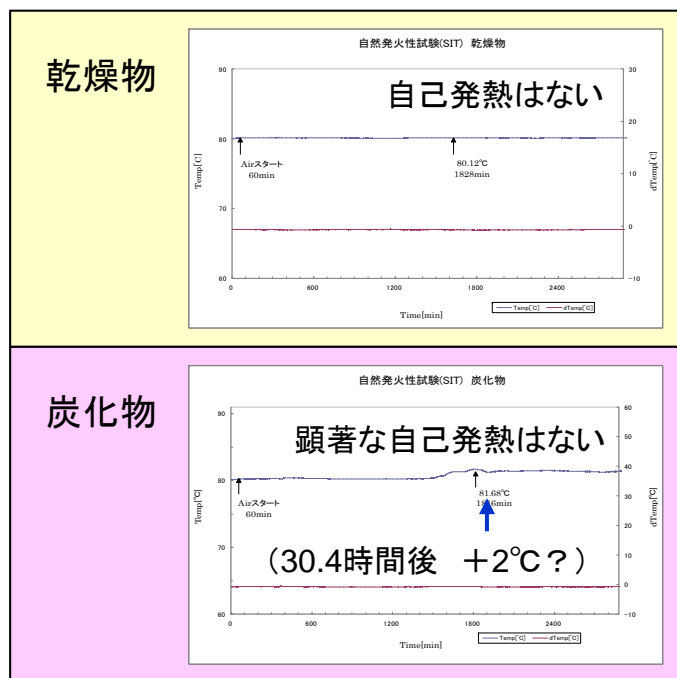 乾燥物
自然発火性試験(SIT) 乾燥物
自己発熱はない
90
80
70
60
30
20
10
0
-10
Temp[℃]
dTemp[℃]
Airスタート
60min
80.12℃
1828min
0 600 1200 1800 2400
Time[min]
Temp[℃] dTemp[℃]
炭化物
自然発火性試験(SIT) 炭化物
顕著な自己発熱はない
90
80
70
60
60
50
40
30
20
10
0
-10
Temp[℃]
dTemp[℃]
Airスタート
60min
81.68℃
(30.4時間後 +2℃?)
0 600 1200 1800 2400
Time[min]
Temp[℃] dTemp[℃]